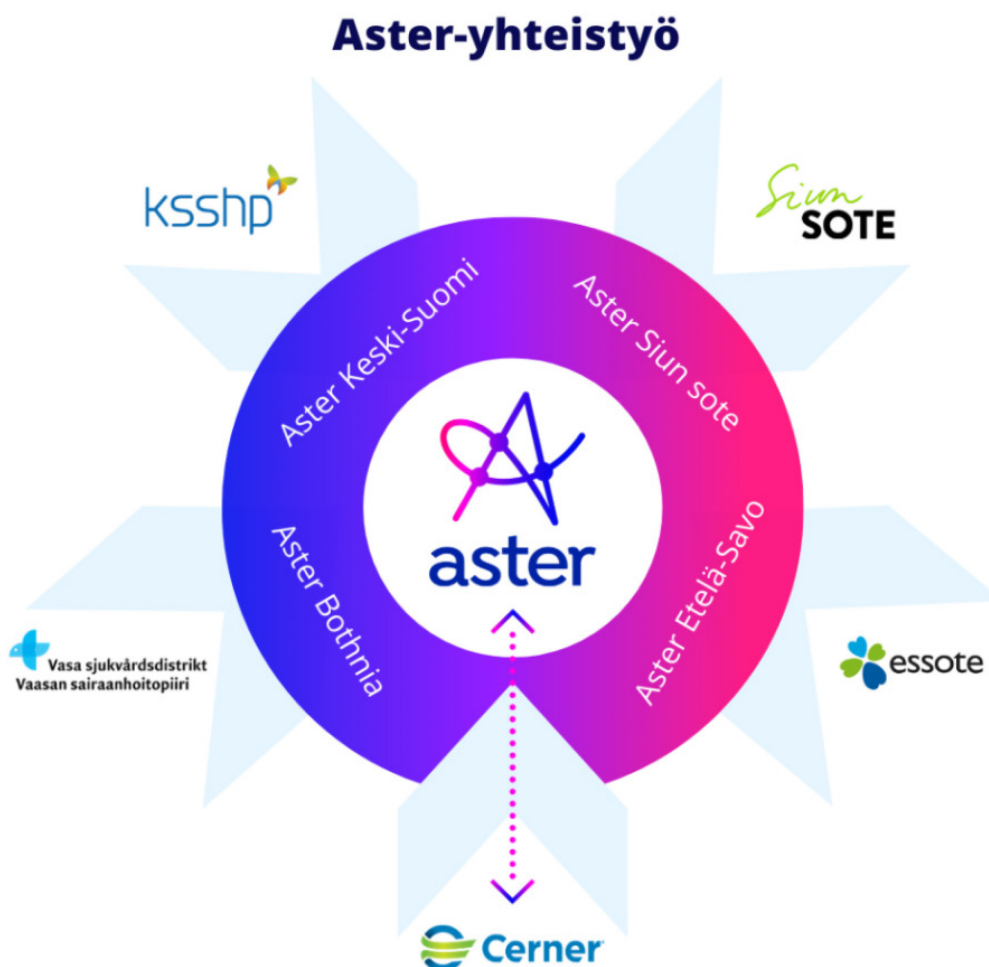 Aster-yhteistyö
ksshp
Siun
SOTE
Aster Keski-Suomi
Aster Siun sote
aster
Aster Bothnia
Aster Etelä-Savo
Vasa sjukvårdsdistrikt
Vaasan sairaanhoitopiiri
essote
Cerner